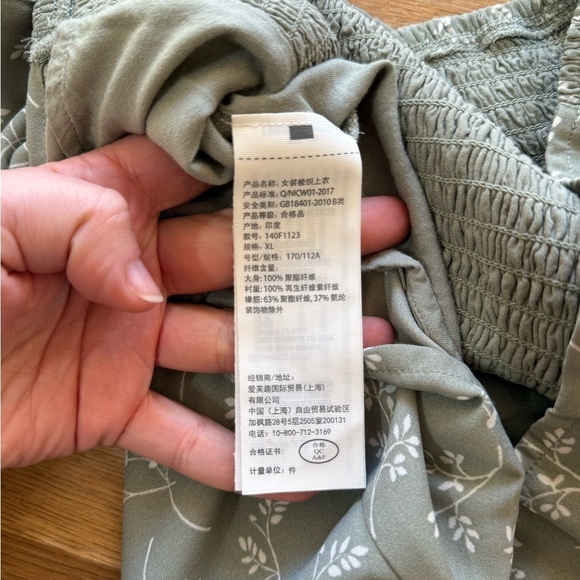 产品名称: 女装梭织上衣
产品标准: Q/NICW01-2017
安全类别: GB18401-2010 B类
产品等级: 合格品
产地: 印度
款号: 140F1123
规格: XL
号型/规格: 170/112A
纤维含量:
大身: 100% 聚酯纤维
衬里: 100% 再生纤维素纤维
橡筋: 63% 聚酯纤维, 37% 氨纶
装饰物除外
经销商/地址:
爱芙趣国际贸易(上海)
有限公司
中国（上海）自由贸易试验区
加枫路28号5层2505室200131
电话: 10-800-712-3169
合格证书:
合格
QC
A&F
计量单位: 件